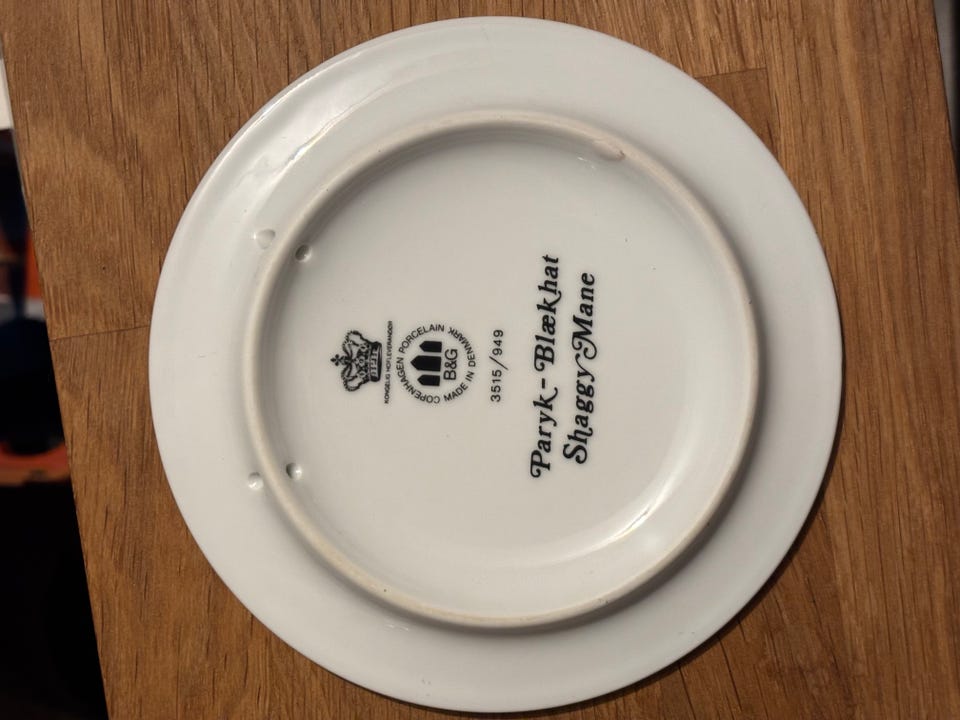 KONGELIG HOFLEVERANDØR
COPENHAGEN PORCELAIN
B&G
MADE IN DENMARK
3515/949
Paryk-Blækhat
Shaggy Mane